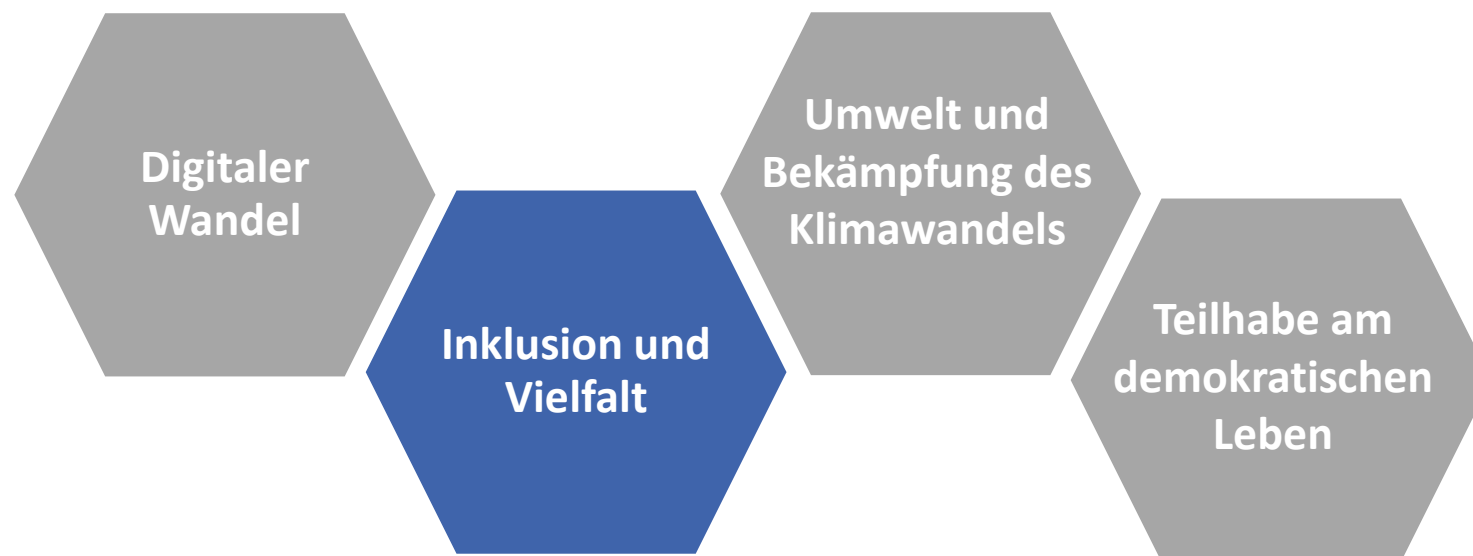 Digitaler
Wandel
Inklusion und
Vielfalt
Umwelt und
Bekämpfung des
Klimawandels
Teilhabe am
demokratischen
Leben